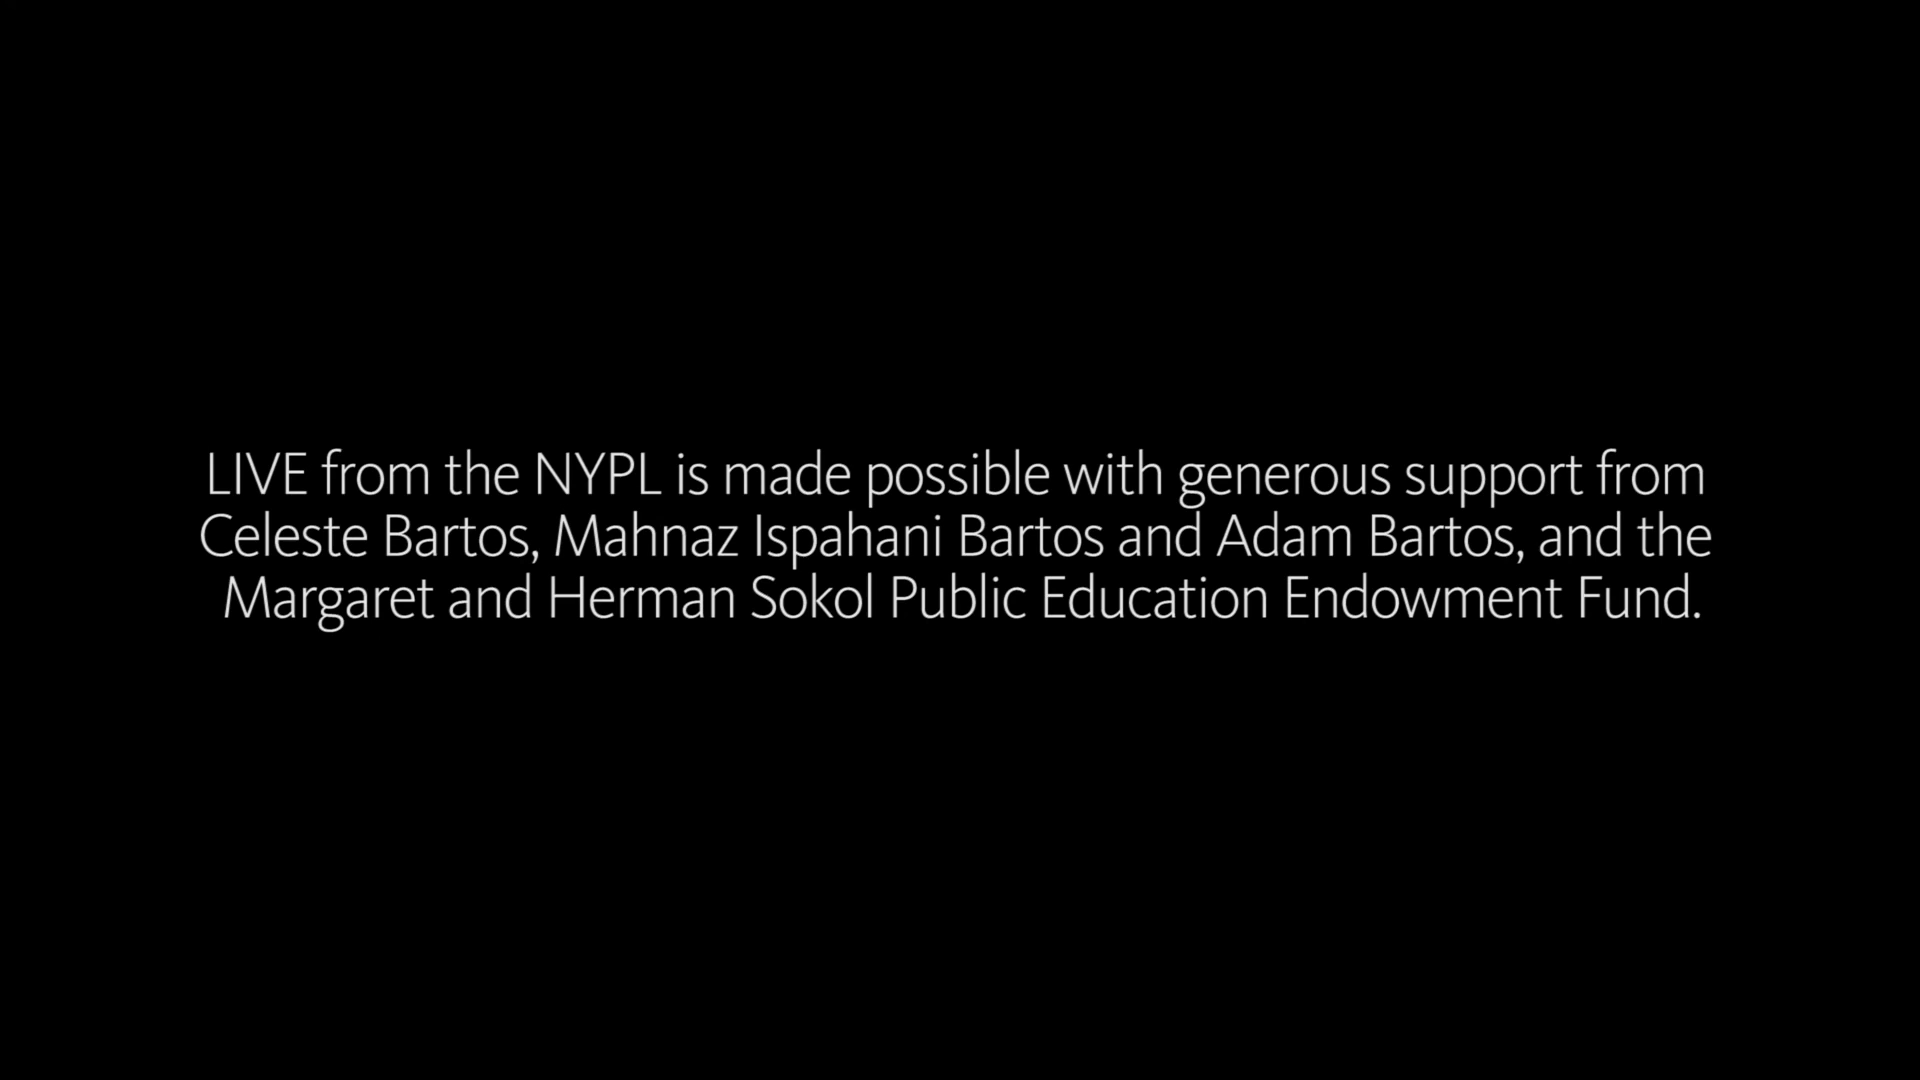 LIVE from the NYPL is made possible with generous support from
Celeste Bartos, Mahnaz Ispahani Bartos and Adam Bartos, and the
Margaret and Herman Sokol Public Education Endowment Fund.